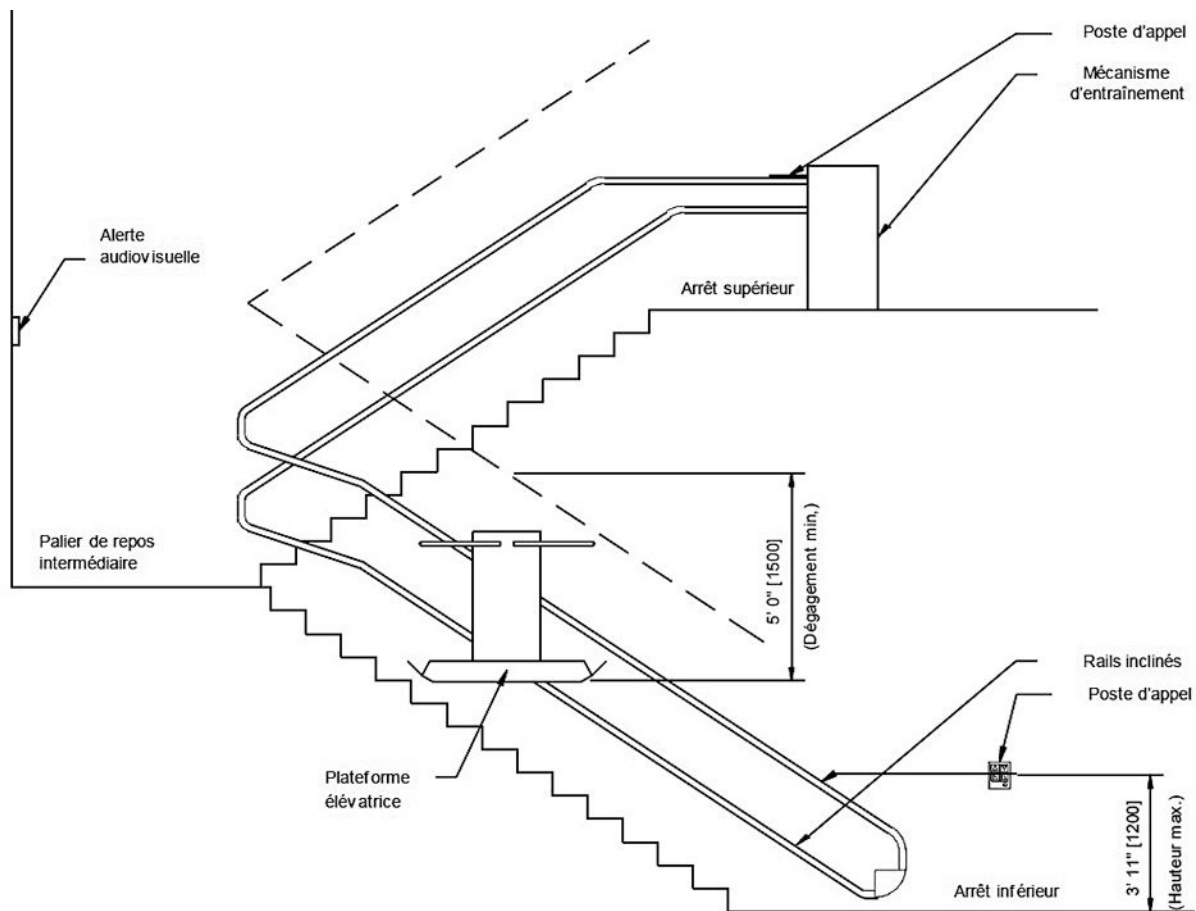 Poste d'appel
Mécanisme
d'entraînement
Alerte
audiovisuelle
Arrêt supérieur
Palier de repos
intermédiaire
5' 0" [1500]
(Dégagement min,)
Rails inclinés
Poste d'appel
Plateforme
élévatrice
3' 11" [1200]
(Hauteur max.)
Arrêt inférieur